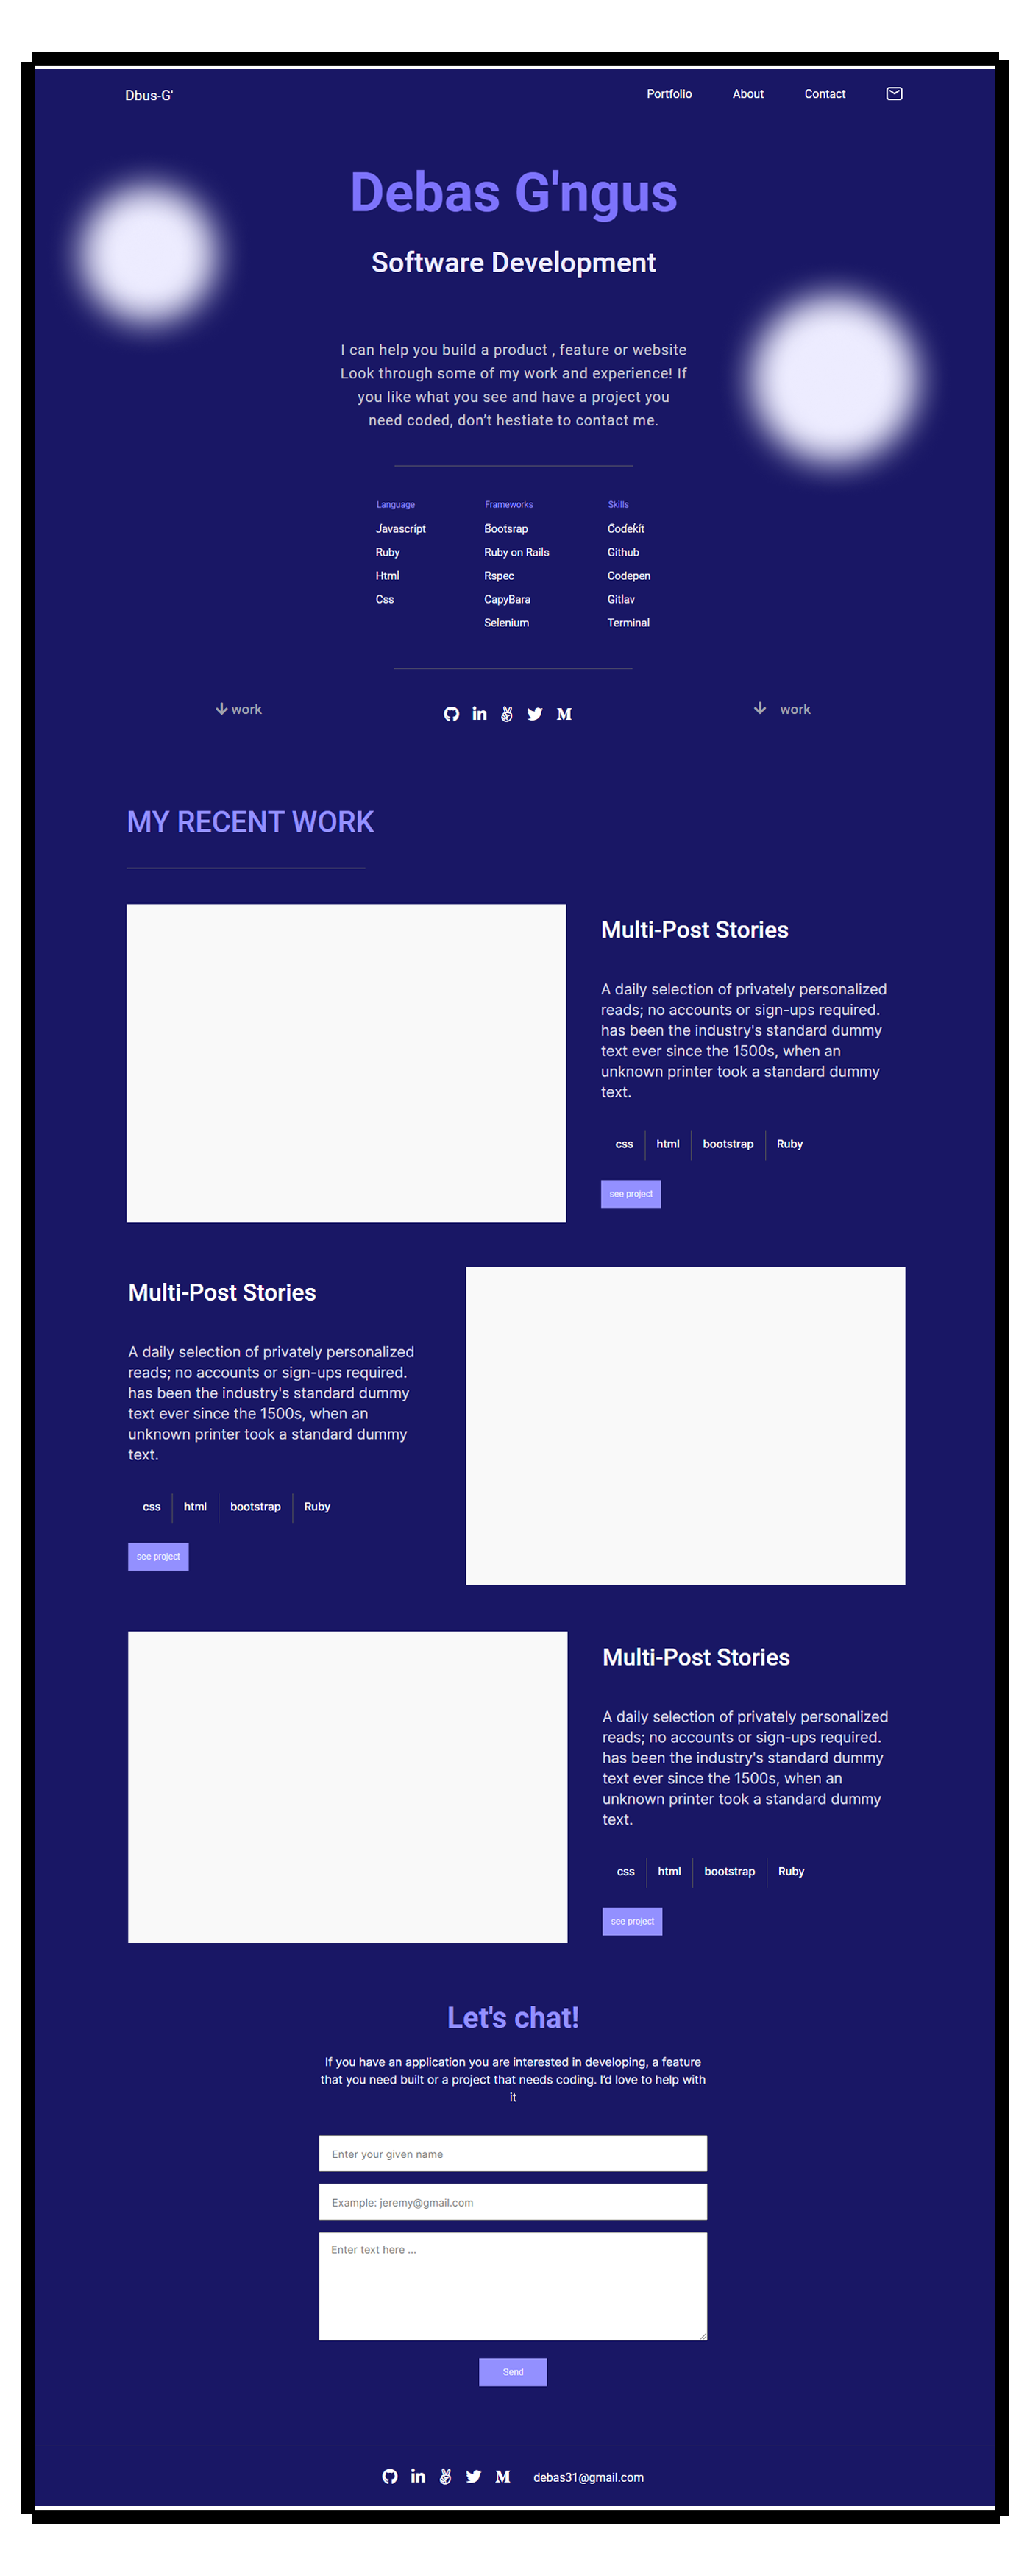 Dbus-G'
Portfolio About Contact
Debas G'ngus
Software Development
I can help you build a product , feature or website
Look through some of my work and experience! If
you like what you see and have a project you
need coded, don’t hestiate to contact me.
Language Frameworks Skills
Javascript Bootsrap Codekit
Ruby Ruby on Rails Github
Html Rspec Codepen
Css CapyBara Gitlav
Selenium Terminal
work work
MY RECENT WORK
Multi-Post Stories
A daily selection of privately personalized
reads; no accounts or sign-ups required.
has been the industry's standard dummy
text ever since the 1500s, when an
unknown printer took a standard dummy
text.
css html bootstrap Ruby
see project
Multi-Post Stories
A daily selection of privately personalized
reads; no accounts or sign-ups required.
has been the industry's standard dummy
text ever since the 1500s, when an
unknown printer took a standard dummy
text.
css html bootstrap Ruby
see project
Multi-Post Stories
A daily selection of privately personalized
reads; no accounts or sign-ups required.
has been the industry's standard dummy
text ever since the 1500s, when an
unknown printer took a standard dummy
text.
css html bootstrap Ruby
see project
Let's chat!
If you have an application you are interested in developing, a feature
that you need built or a project that needs coding. I’d love to help with
it
Enter your given name
Example: jeremy@gmail.com
Enter text here ...
Send
debas31@gmail.com